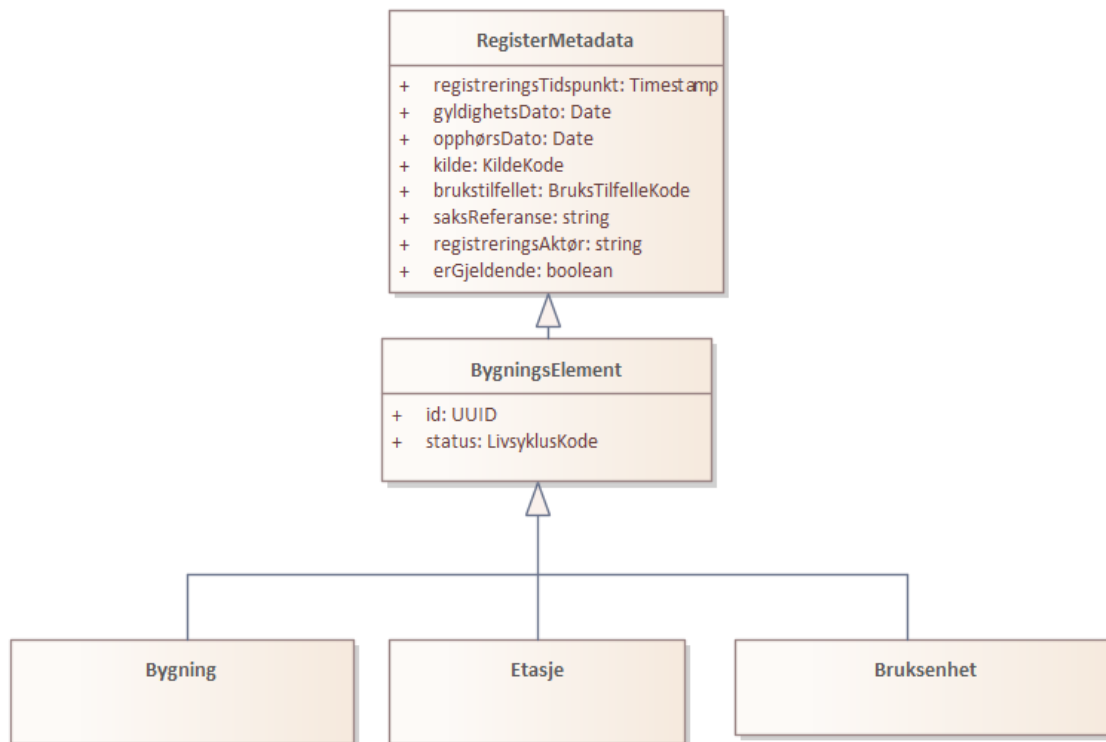 RegisterMetadata
+ registreringsTidspunkt: Timestamp
+ gyldighetsDato: Date
+ opphørsDato: Date
+ kilde: KildeKode
+ brukstilfellet: BruksTilfelleKode
+ saksReferanse: string
+ registreringsAktør: string
+ erGjeldende: boolean
BygningsElement
+ id: UUID
+ status: LivsyklusKode
Bygning
Etasje
Bruksenhet